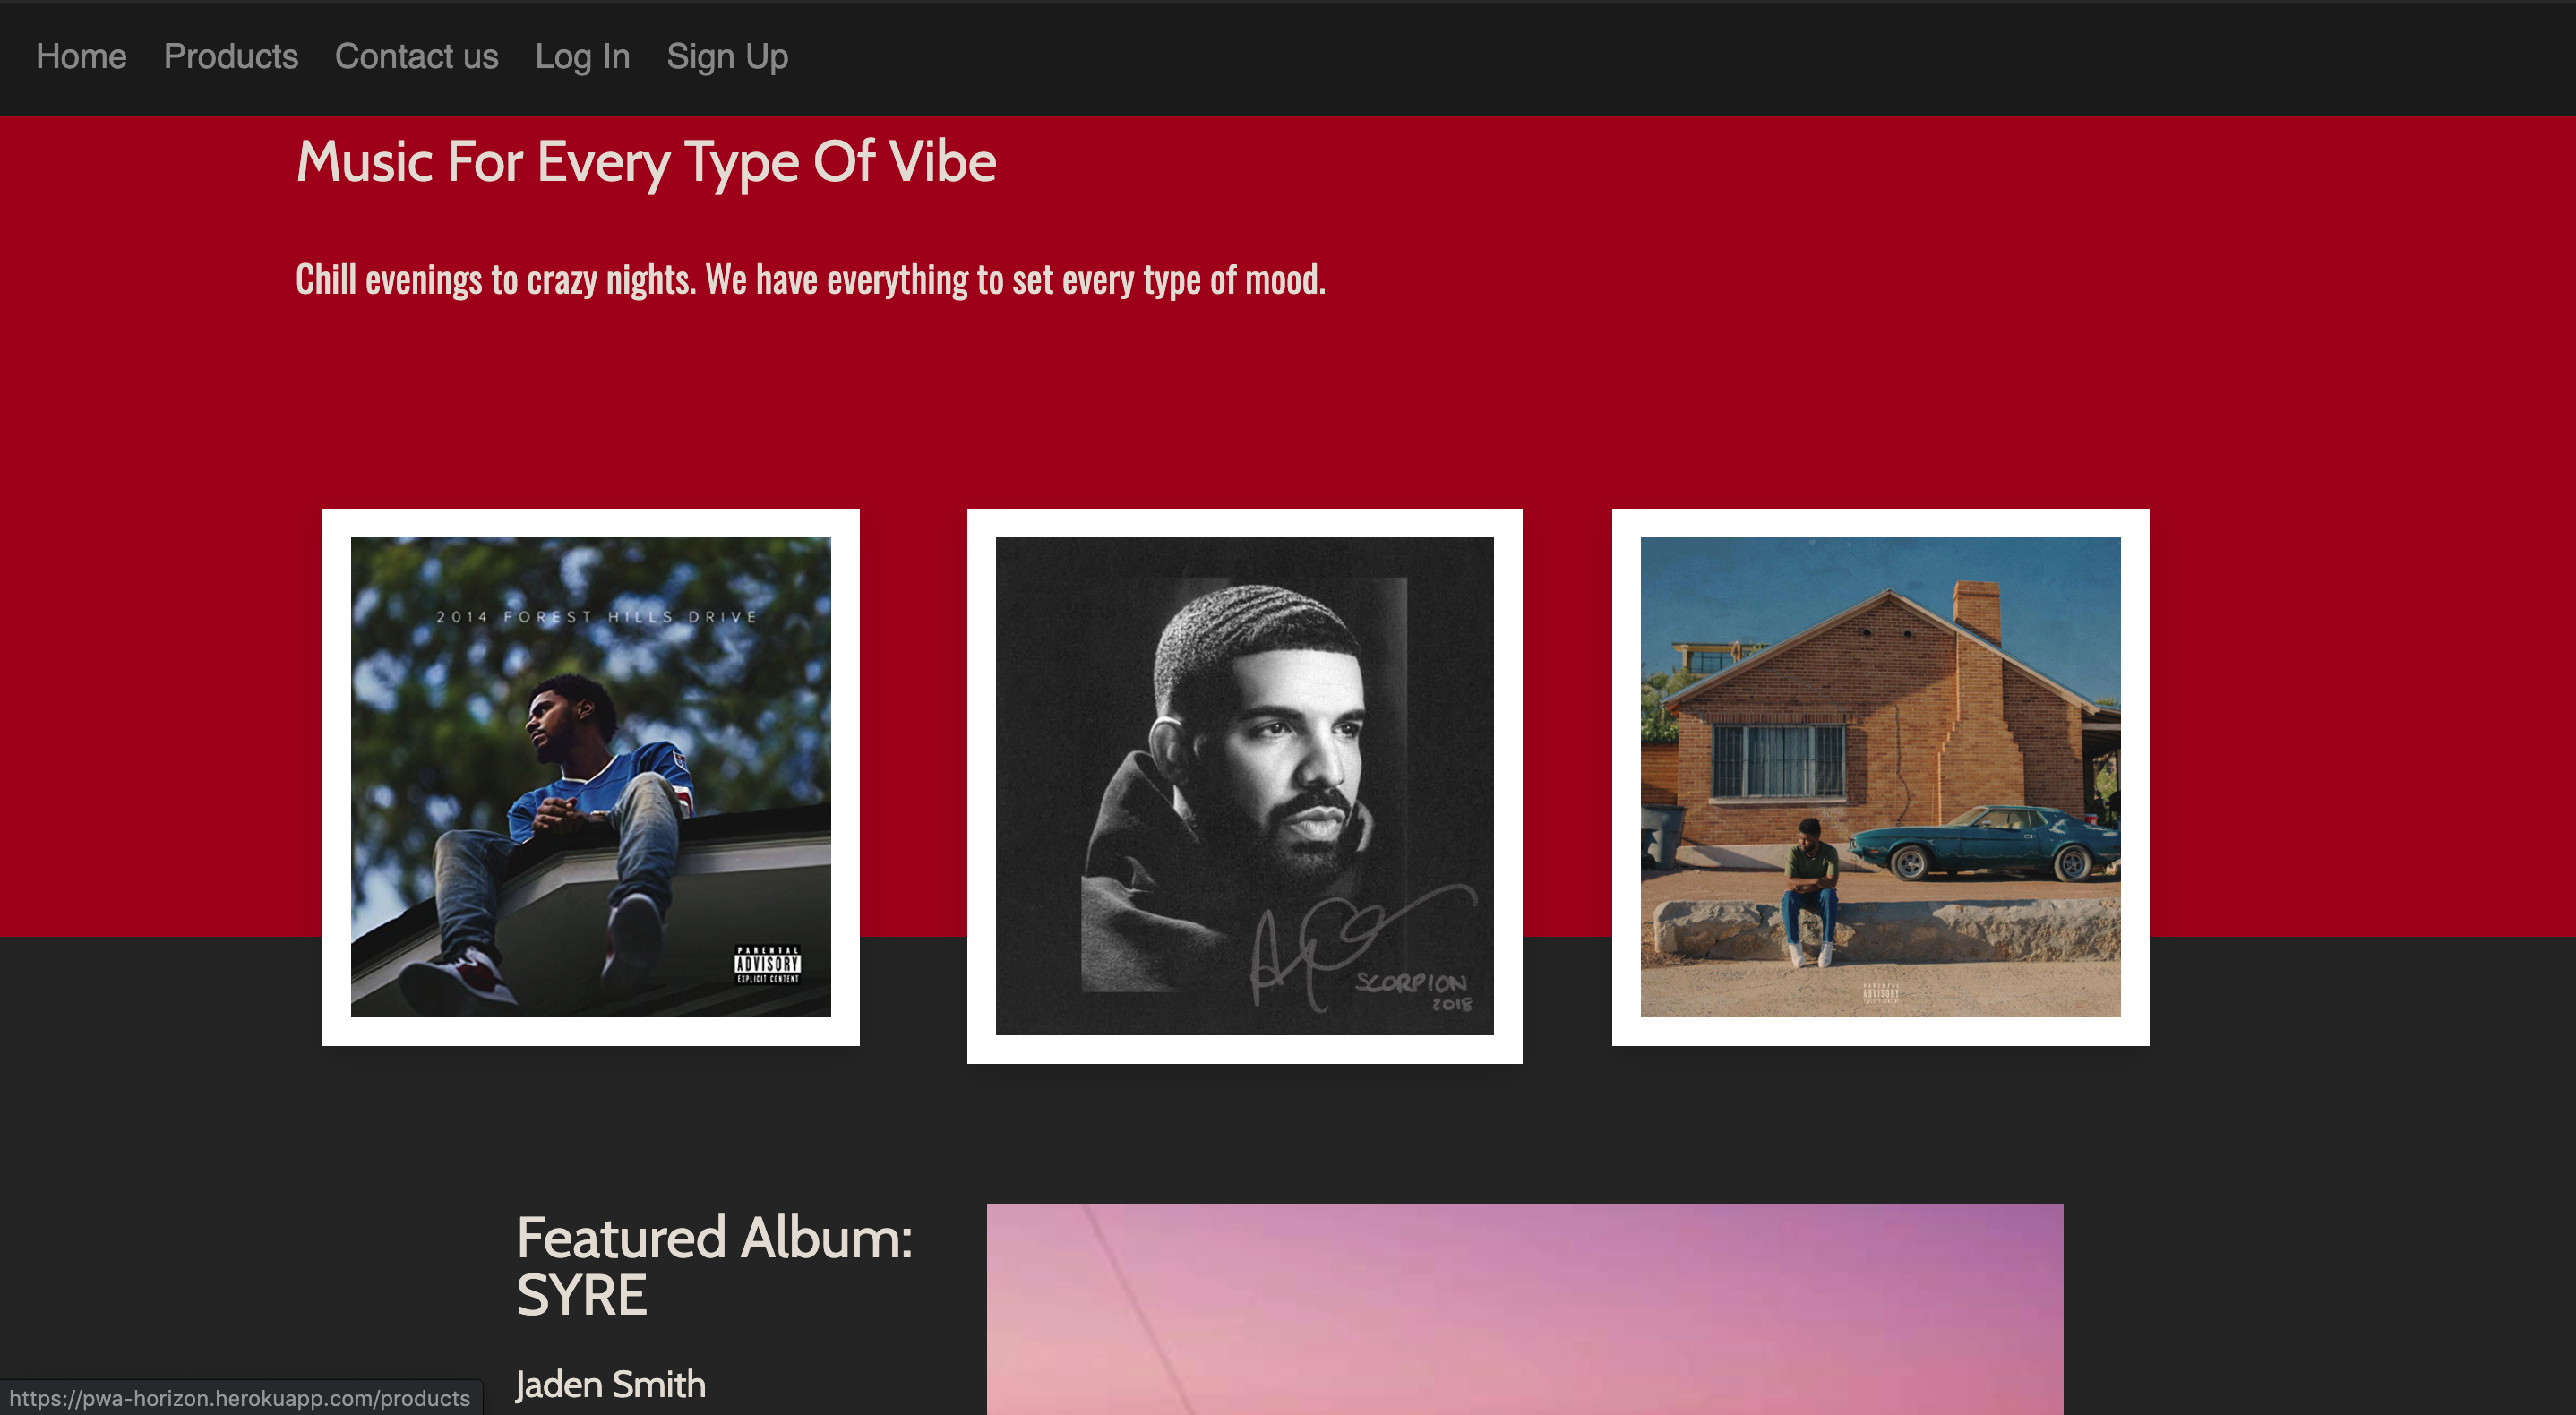 Home Products Contact us Log In Sign Up
Music For Every Type Of Vibe
Chill evenings to crazy nights. We have everything to set every type of mood.
2014 FOREST HILLS DRIVE
PARENTAL
ADVISORY
EXPLICIT CONTENT
SCORPION
2018
PARENTAL
ADVISORY
Featured Album:
SYRE
Jaden Smith
https://pwa-horizon.herokuapp.com/products